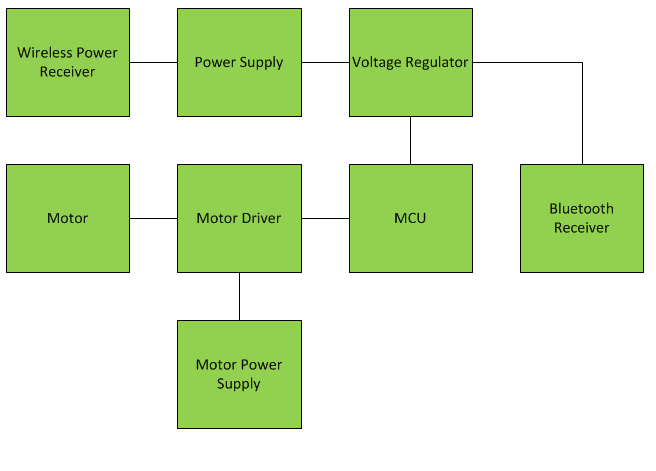 Wireless Power
Receiver
Power Supply
Voltage Regulator
Motor
Motor Driver
MCU
Bluetooth
Receiver
Motor Power
Supply